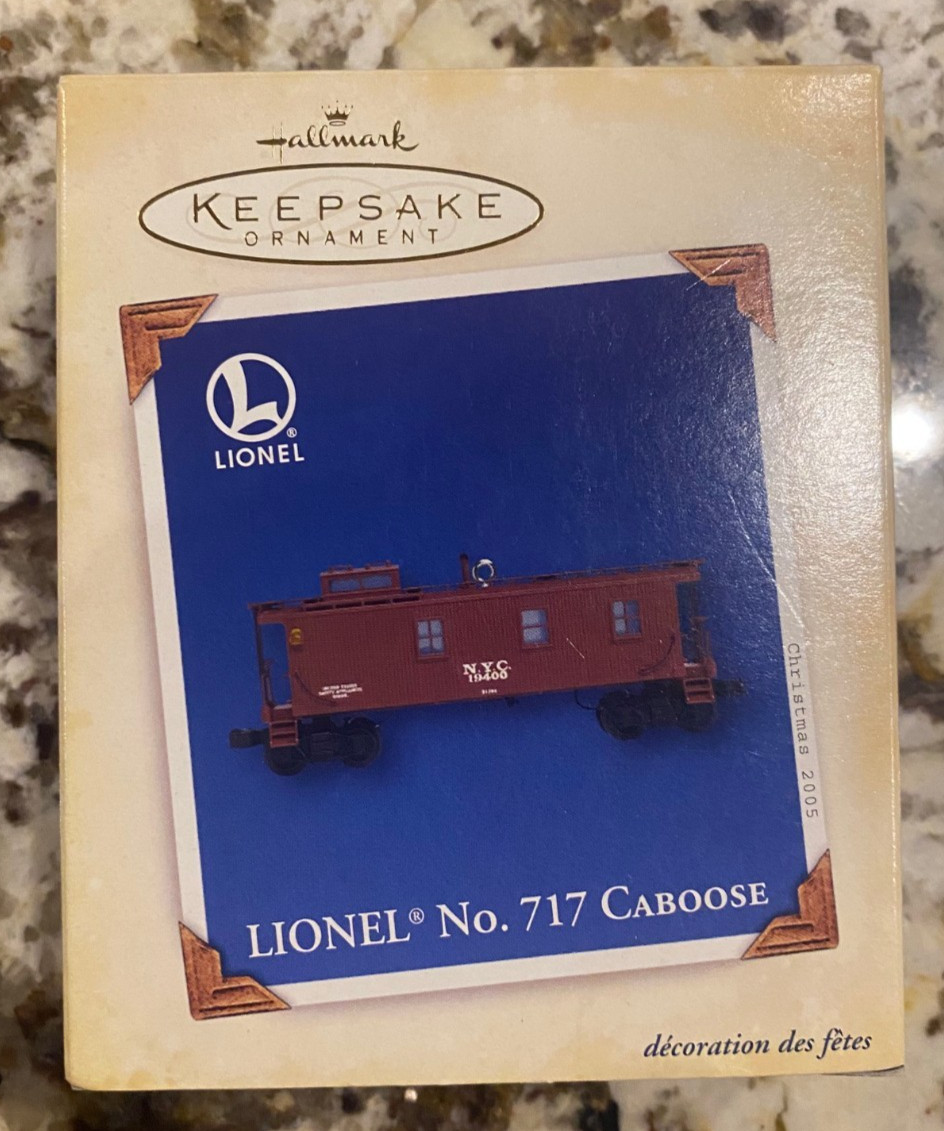 Hallmark
KEEPSAKE
ORNAMENT
L
®
LIONEL
N.Y.C.
19400
Christmas 2005
LIONEL® No. 717 CABOOSE
décoration des fêtes